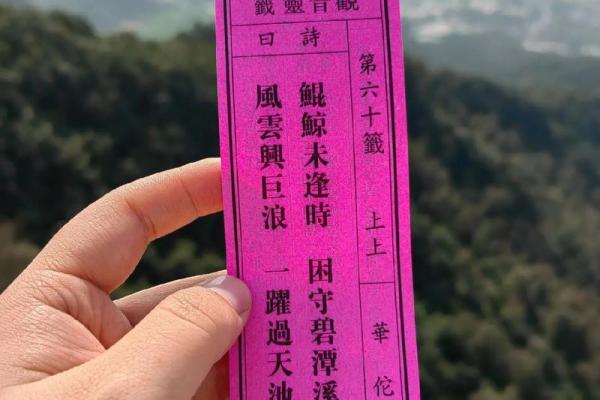 觀音靈籤
第六十籤 上上 華佗
詩曰
鯤鯨未逢時 困守碧潭溪
風雲興巨浪 一躍過天池